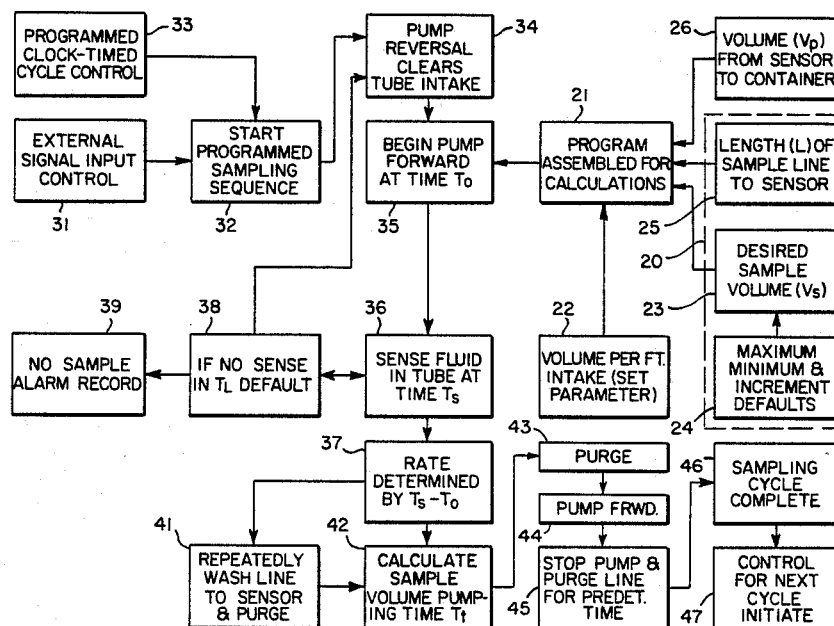 33
PROGRAMMED
CLOCK-TIMED
CYCLE CONTROL
34
PUMP
REVERSAL
CLEARS
TUBE INTAKE
26
VOLUME (Vp)
FROM SENSOR
TO CONTAINER
EXTERNAL
SIGNAL INPUT
CONTROL
31
START
PROGRAMMED
SAMPLING
SEQUENCE
32
BEGIN PUMP
FORWARD
AT TIME To
35
21
PROGRAM
ASSEMBLED FOR
CALCULATIONS
LENGTH (L) OF
SAMPLE LINE
TO SENSOR
25
20
DESIRED
SAMPLE
VOLUME (Vs)
23
39
NO SAMPLE
ALARM RECORD
38
IF NO SENSE
IN TL DEFAULT
36
SENSE FLUID
IN TUBE AT
TIME Ts
22
VOLUME PER FT.
INTAKE (SET
PARAMETER)
MAXIMUM
MINIMUM &
INCREMENT
DEFAULTS
24
37
RATE
DETERMINED
BY Ts-To
43
PURGE
PUMP FRWD.
44
46
SAMPLING
CYCLE
COMPLETE
41
REPEATEDLY
WASH LINE
TO SENSOR
& PURGE
42
CALCULATE
SAMPLE
VOLUME PUMP-
ING TIME Tt
STOP PUMP &
PURGE LINE
FOR PREDET.
TIME
45
CONTROL
FOR NEXT
CYCLE
INITIATE
47